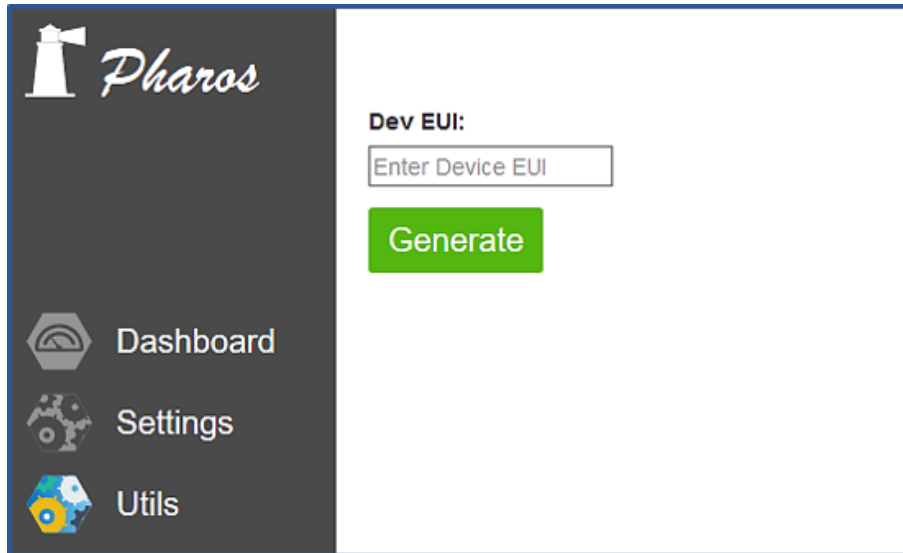 Pharos
Dev EUI:
Enter Device EUI
Generate
Dashboard
Settings
Utils